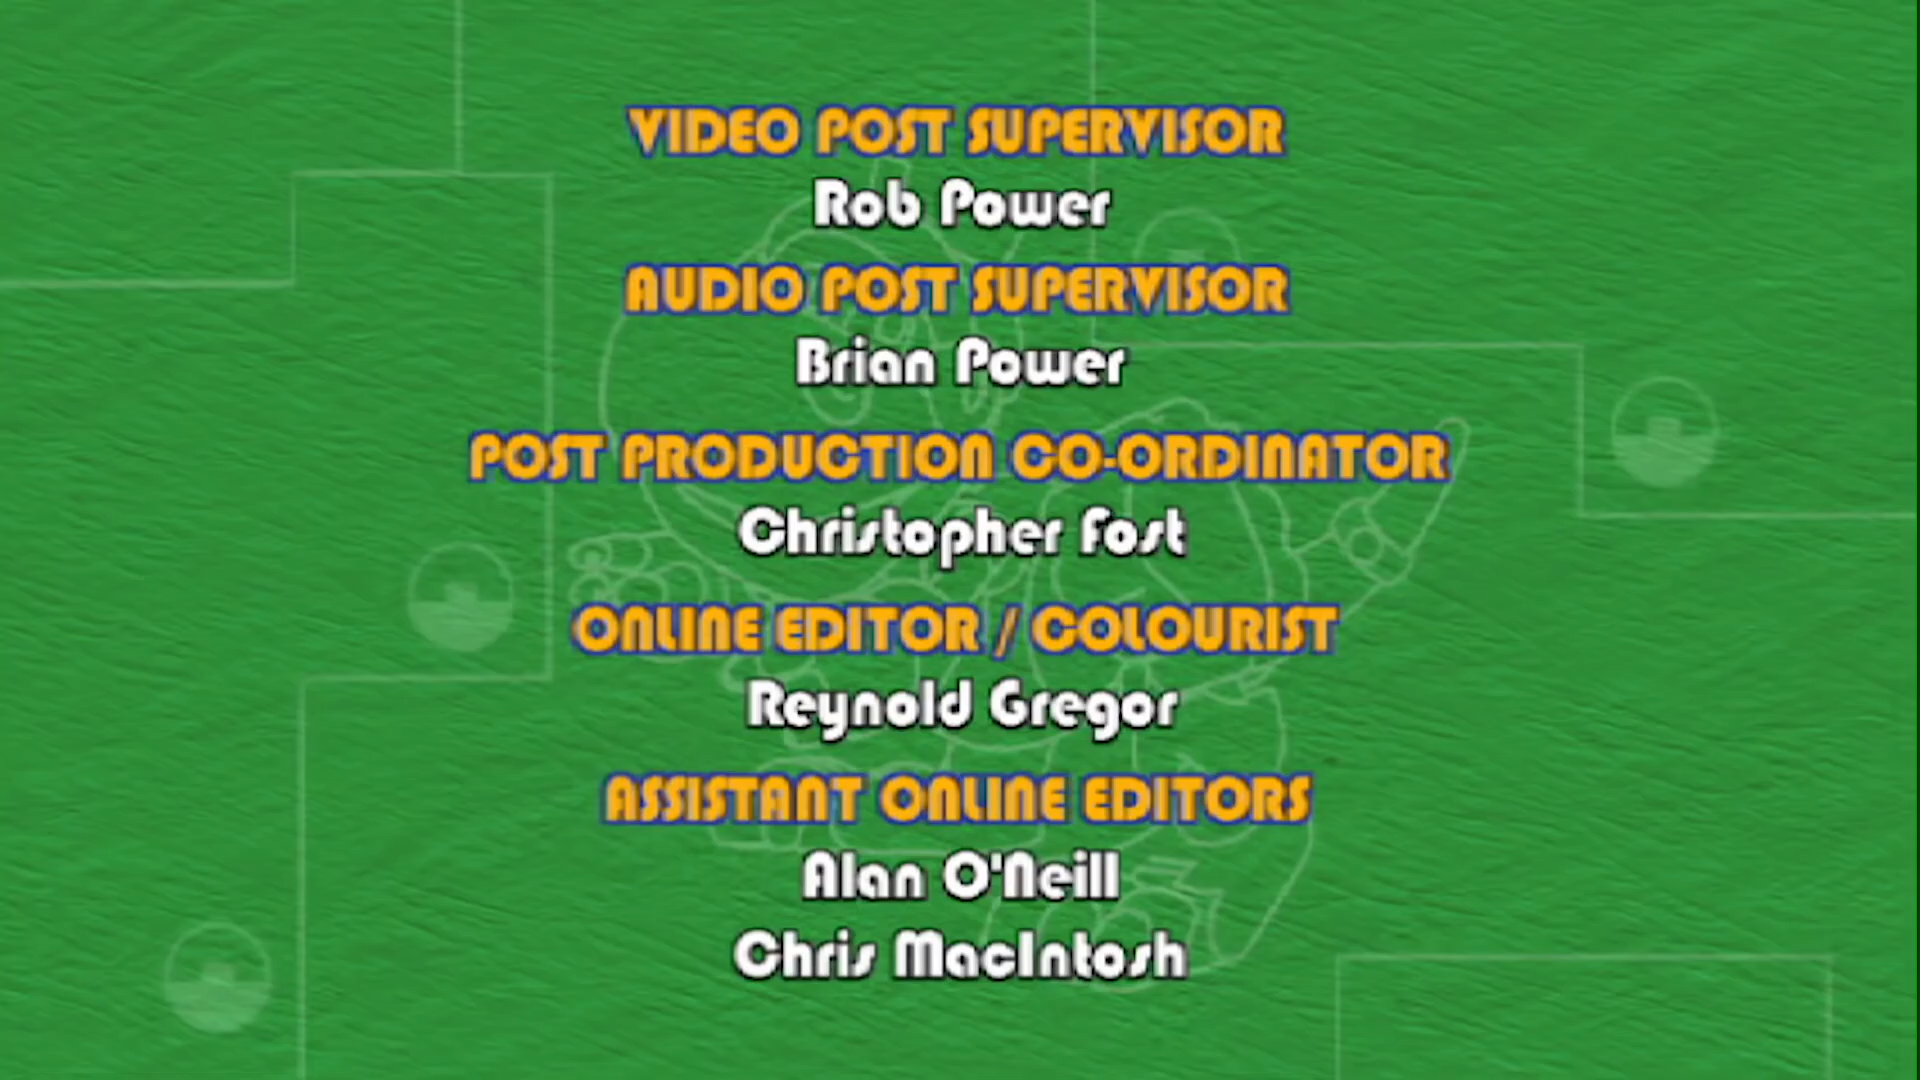 VIDEO POST SUPERVISOR
Rob Power
AUDIO POST SUPERVISOR
Brian Power
POST PRODUCTION CO-ORDINATOR
Christopher Fost
ONLINE EDITOR / COLOURIST
Reynold Gregor
ASSISTANT ONLINE EDITORS
Alan O'Neill
Chris MacIntosh